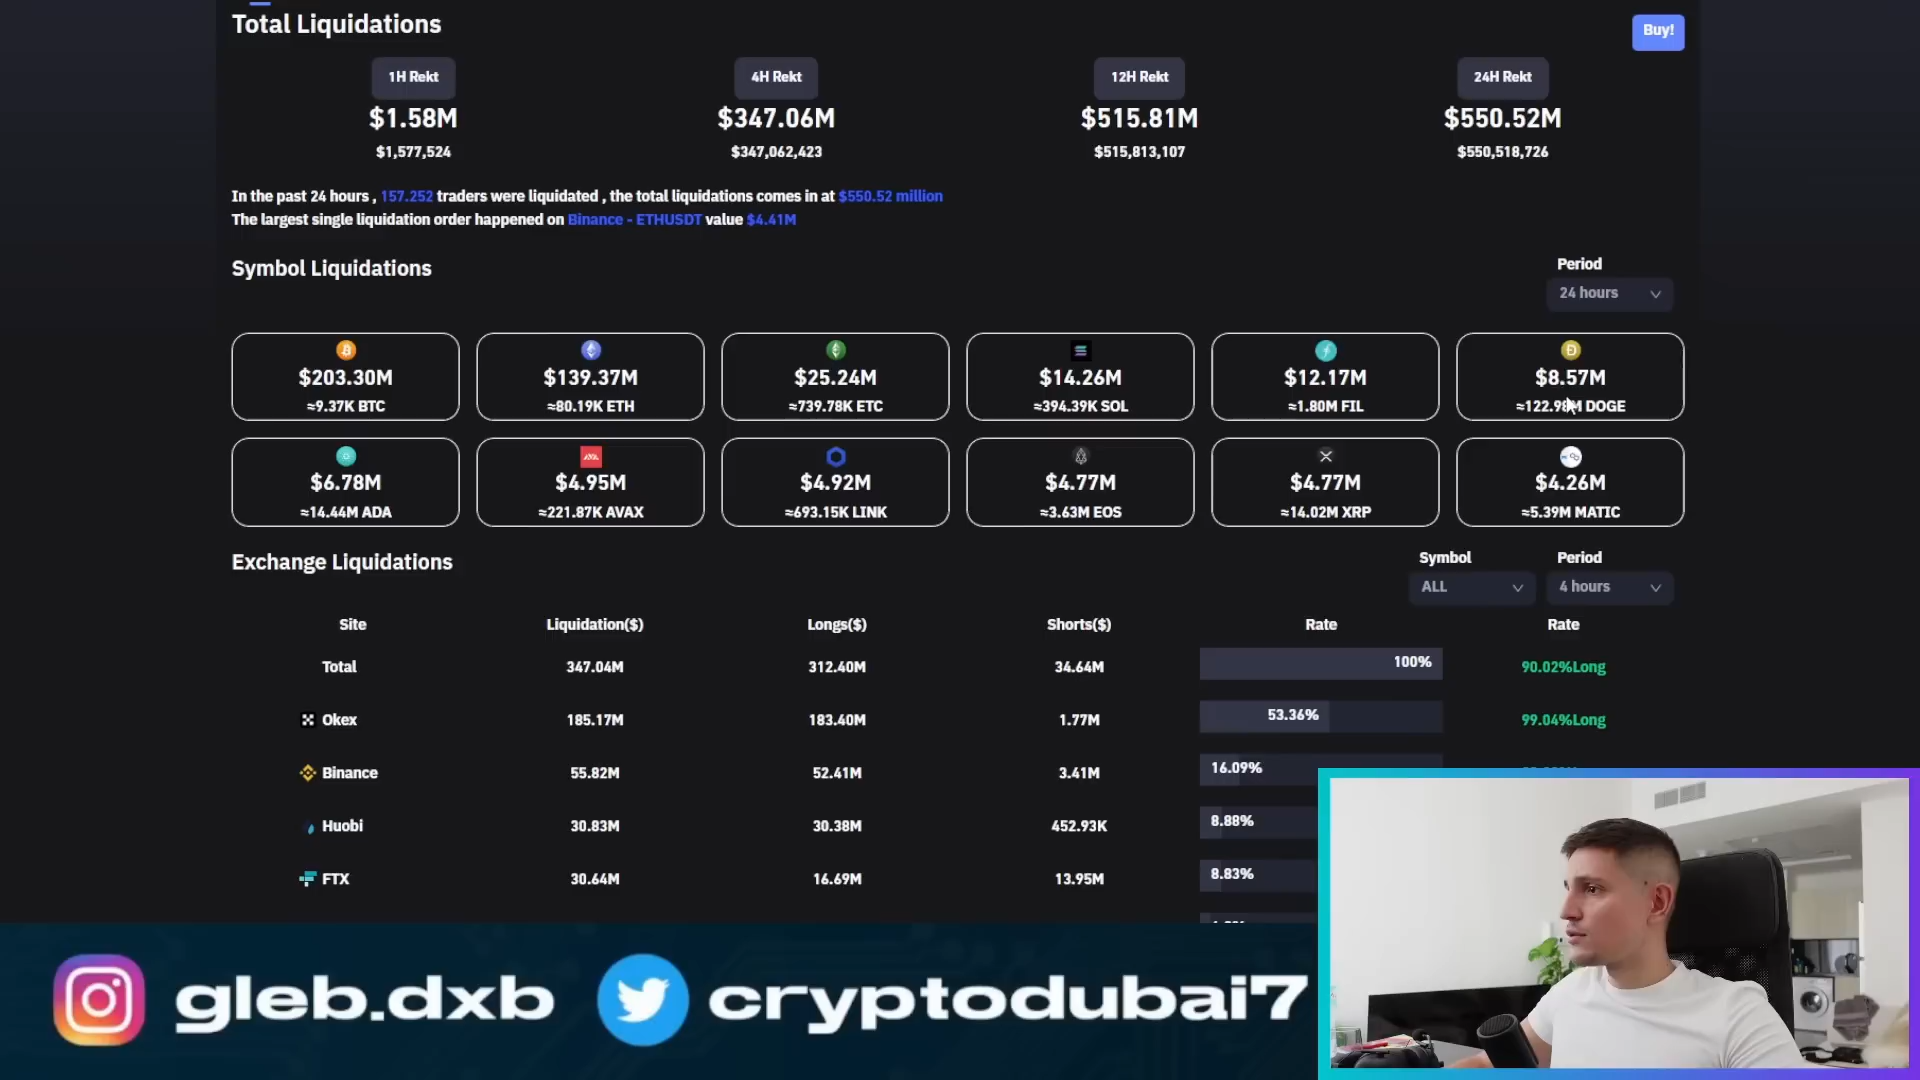 Total Liquidations
Buy!
1H Rekt 4H Rekt 12H Rekt 24H Rekt
$1.58M $347.06M $515.81M $550.52M
$1,577,524 $347,062,423 $515,813,107 $550,518,726
In the past 24 hours , 157.252 traders were liquidated , the total liquidations comes in at $550.52 million
The largest single liquidation order happened on Binance - ETHUSDT value $4.41M
Symbol Liquidations
Period
24 hours
$203.30M $139.37M $25.24M $14.26M $12.17M $8.57M
≈9.37K BTC ≈80.19K ETH ≈739.78K ETC ≈394.39K SOL ≈1.80M FIL ≈122.98M DOGE
$6.78M $4.95M $4.92M $4.77M $4.77M $4.26M
≈14.44M ADA ≈221.87K AVAX ≈693.15K LINK ≈3.63M EOS ≈14.02M XRP ≈5.39M MATIC
Exchange Liquidations
Symbol Period
ALL 4 hours
Site Liquidation($) Longs($) Shorts($) Rate Rate
Total 347.04M 312.40M 34.64M 100% 90.02%Long
Okex 185.17M 183.40M 1.77M 53.36% 99.04%Long
Binance 55.82M 52.41M 3.41M 16.09%
Huobi 30.83M 30.38M 452.93K 8.88%
FTX 30.64M 16.69M 13.95M 8.83%
gleb.dxb cryptodubai7